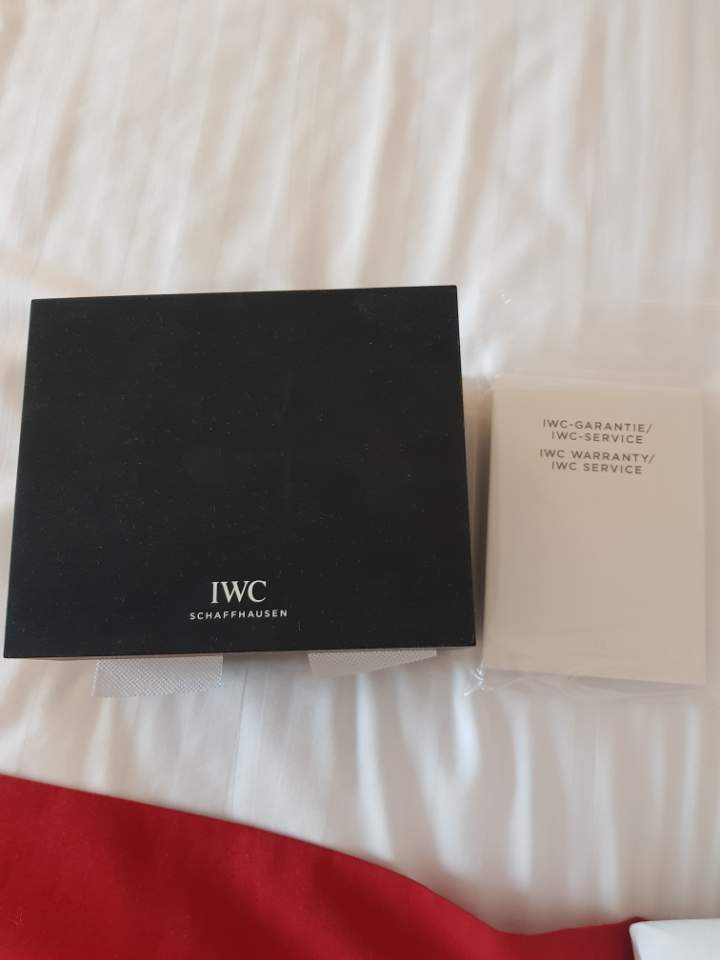 IWC
SCHAFFHAUSEN
IWC-GARANTIE/
IWC-SERVICE
IWC WARRANTY/
IWC SERVICE